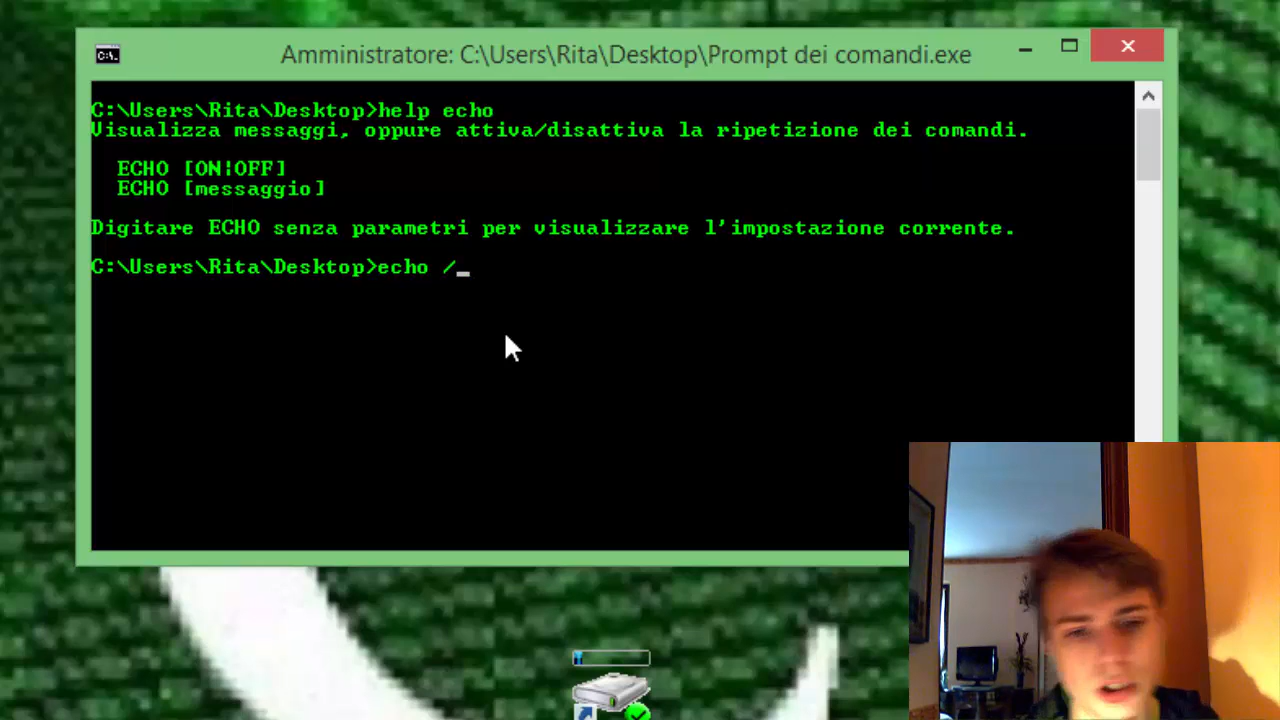 Amministratore: C:\Users\Rita\Desktop\Prompt dei comandi.exe
C:\.
C:\Users\Rita\Desktop>help echo
Visualizza messaggi, oppure attiva/disattiva la ripetizione dei comandi.
ECHO [ON|OFF]
ECHO [messaggio]
Digitare ECHO senza parametri per visualizzare l'impostazione corrente.
C:\Users\Rita\Desktop>echo /_